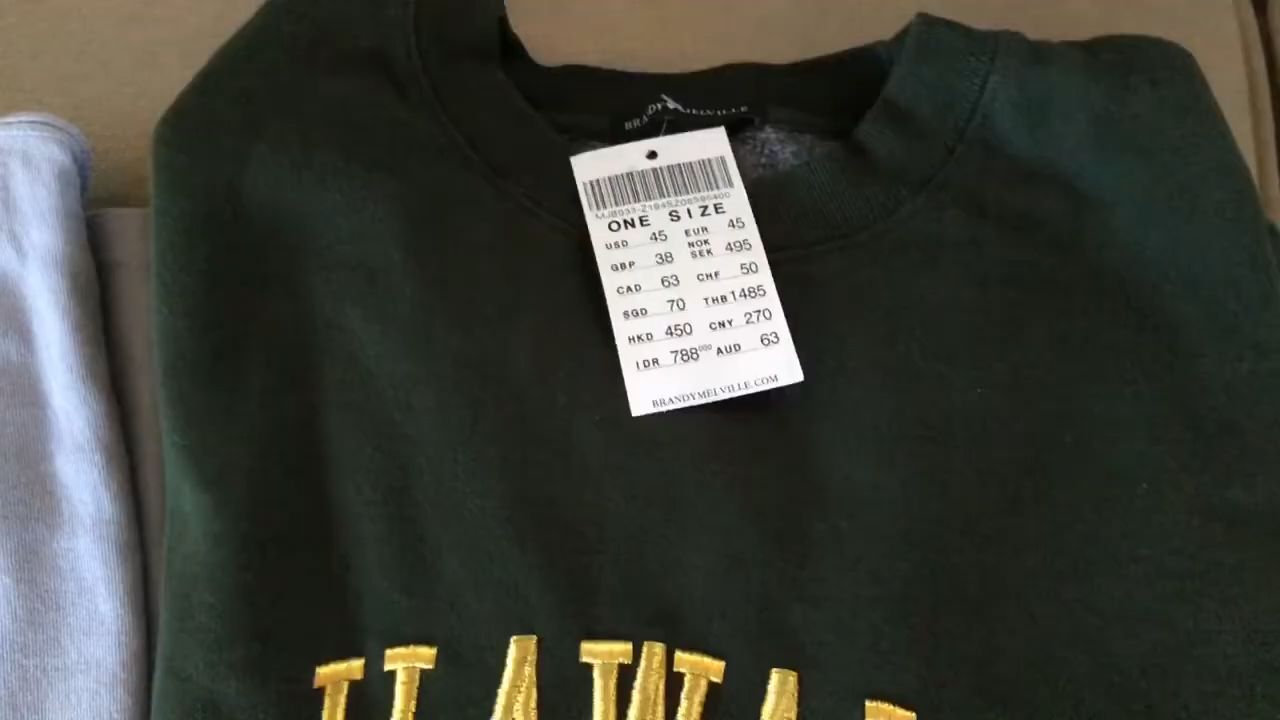 BRANDY MELVILLE
ONE SIZE
USD 45 EUR 45
GBP 38 NOK SEK 495
CAD 63 CHF 50
SGD 70 THB 1485
HKD 450 CNY 270
IDR 788000 AUD 63
BRANDYMELVILLE.COM